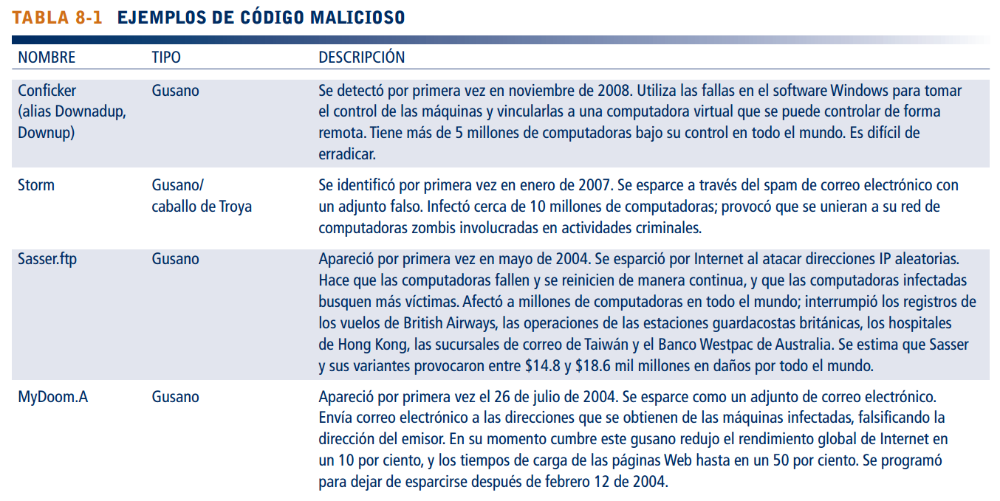 TABLA 8-1 EJEMPLOS DE CÓDIGO MALICIOSO
NOMBRE TIPO DESCRIPCIÓN
Conficker Gusano Se detectó por primera vez en noviembre de 2008. Utiliza las fallas en el software Windows para tomar
(alias Downadup, el control de las máquinas y vincularlas a una computadora virtual que se puede controlar de forma
Downup) remota. Tiene más de 5 millones de computadoras bajo su control en todo el mundo. Es difícil de
erradicar.
Storm Gusano/ Se identificó por primera vez en enero de 2007. Se esparce a través del spam de correo electrónico con
caballo de Troya un adjunto falso. Infectó cerca de 10 millones de computadoras; provocó que se unieran a su red de
computadoras zombis involucradas en actividades criminales.
Sasser.ftp Gusano Apareció por primera vez en mayo de 2004. Se esparció por Internet al atacar direcciones IP aleatorias.
Hace que las computadoras fallen y se reinicien de manera continua, y que las computadoras infectadas
busquen más víctimas. Afectó a millones de computadoras en todo el mundo; interrumpió los registros de
los vuelos de British Airways, las operaciones de las estaciones guardacostas británicas, los hospitales
de Hong Kong, las sucursales de correo de Taiwán y el Banco Westpac de Australia. Se estima que Sasser
y sus variantes provocaron entre $14.8 y $18.6 mil millones en daños por todo el mundo.
MyDoom.A Gusano Apareció por primera vez el 26 de julio de 2004. Se esparce como un adjunto de correo electrónico.
Envía correo electrónico a las direcciones que se obtienen de las máquinas infectadas, falsificando la
dirección del emisor. En su momento cumbre este gusano redujo el rendimiento global de Internet en
un 10 por ciento, y los tiempos de carga de las páginas Web hasta en un 50 por ciento. Se programó
para dejar de esparcirse después de febrero 12 de 2004.